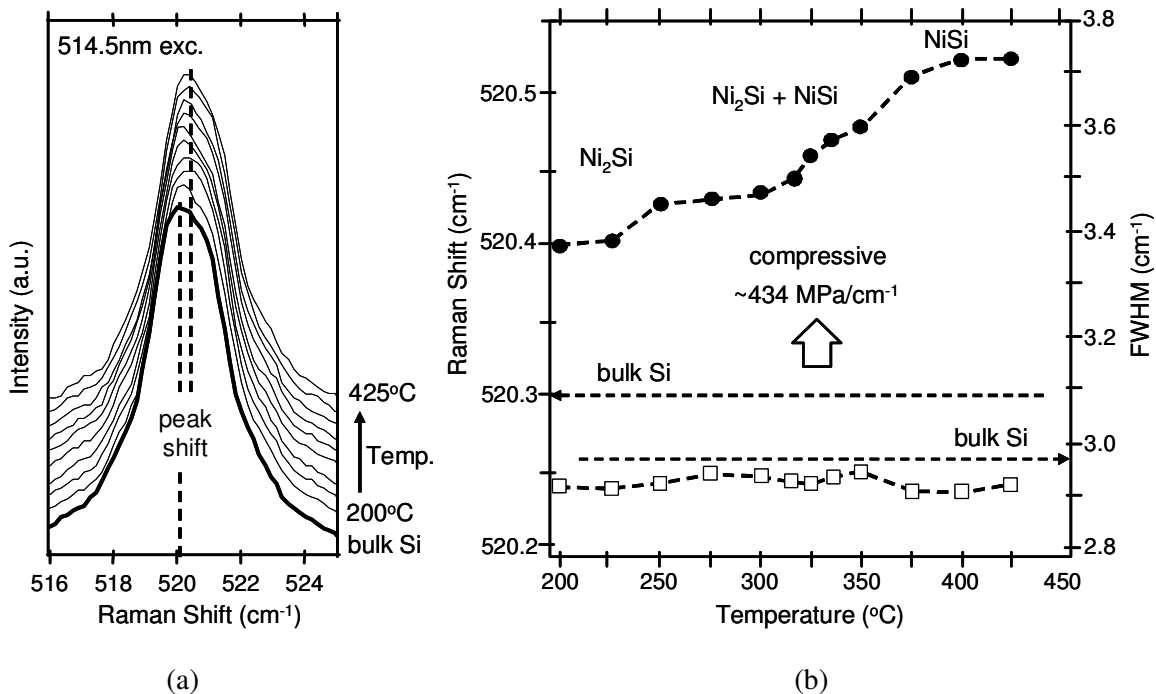 514.5nm exc.
Intensity (a.u.)
peak
shift
425ºC
Temp.
200ºC
bulk Si
516 518 520 522 524
Raman Shift (cm-1)
(a)
NiSi
Ni2Si + NiSi
Ni2Si
compressive
~434 MPa/cm-1
bulk Si
bulk Si
Raman Shift (cm-1)
520.5
520.4
520.3
520.2
3.8
3.6
3.4
3.2
3.0
2.8
FWHM (cm-1)
200 250 300 350 400 450
Temperature (ºC)
(b)